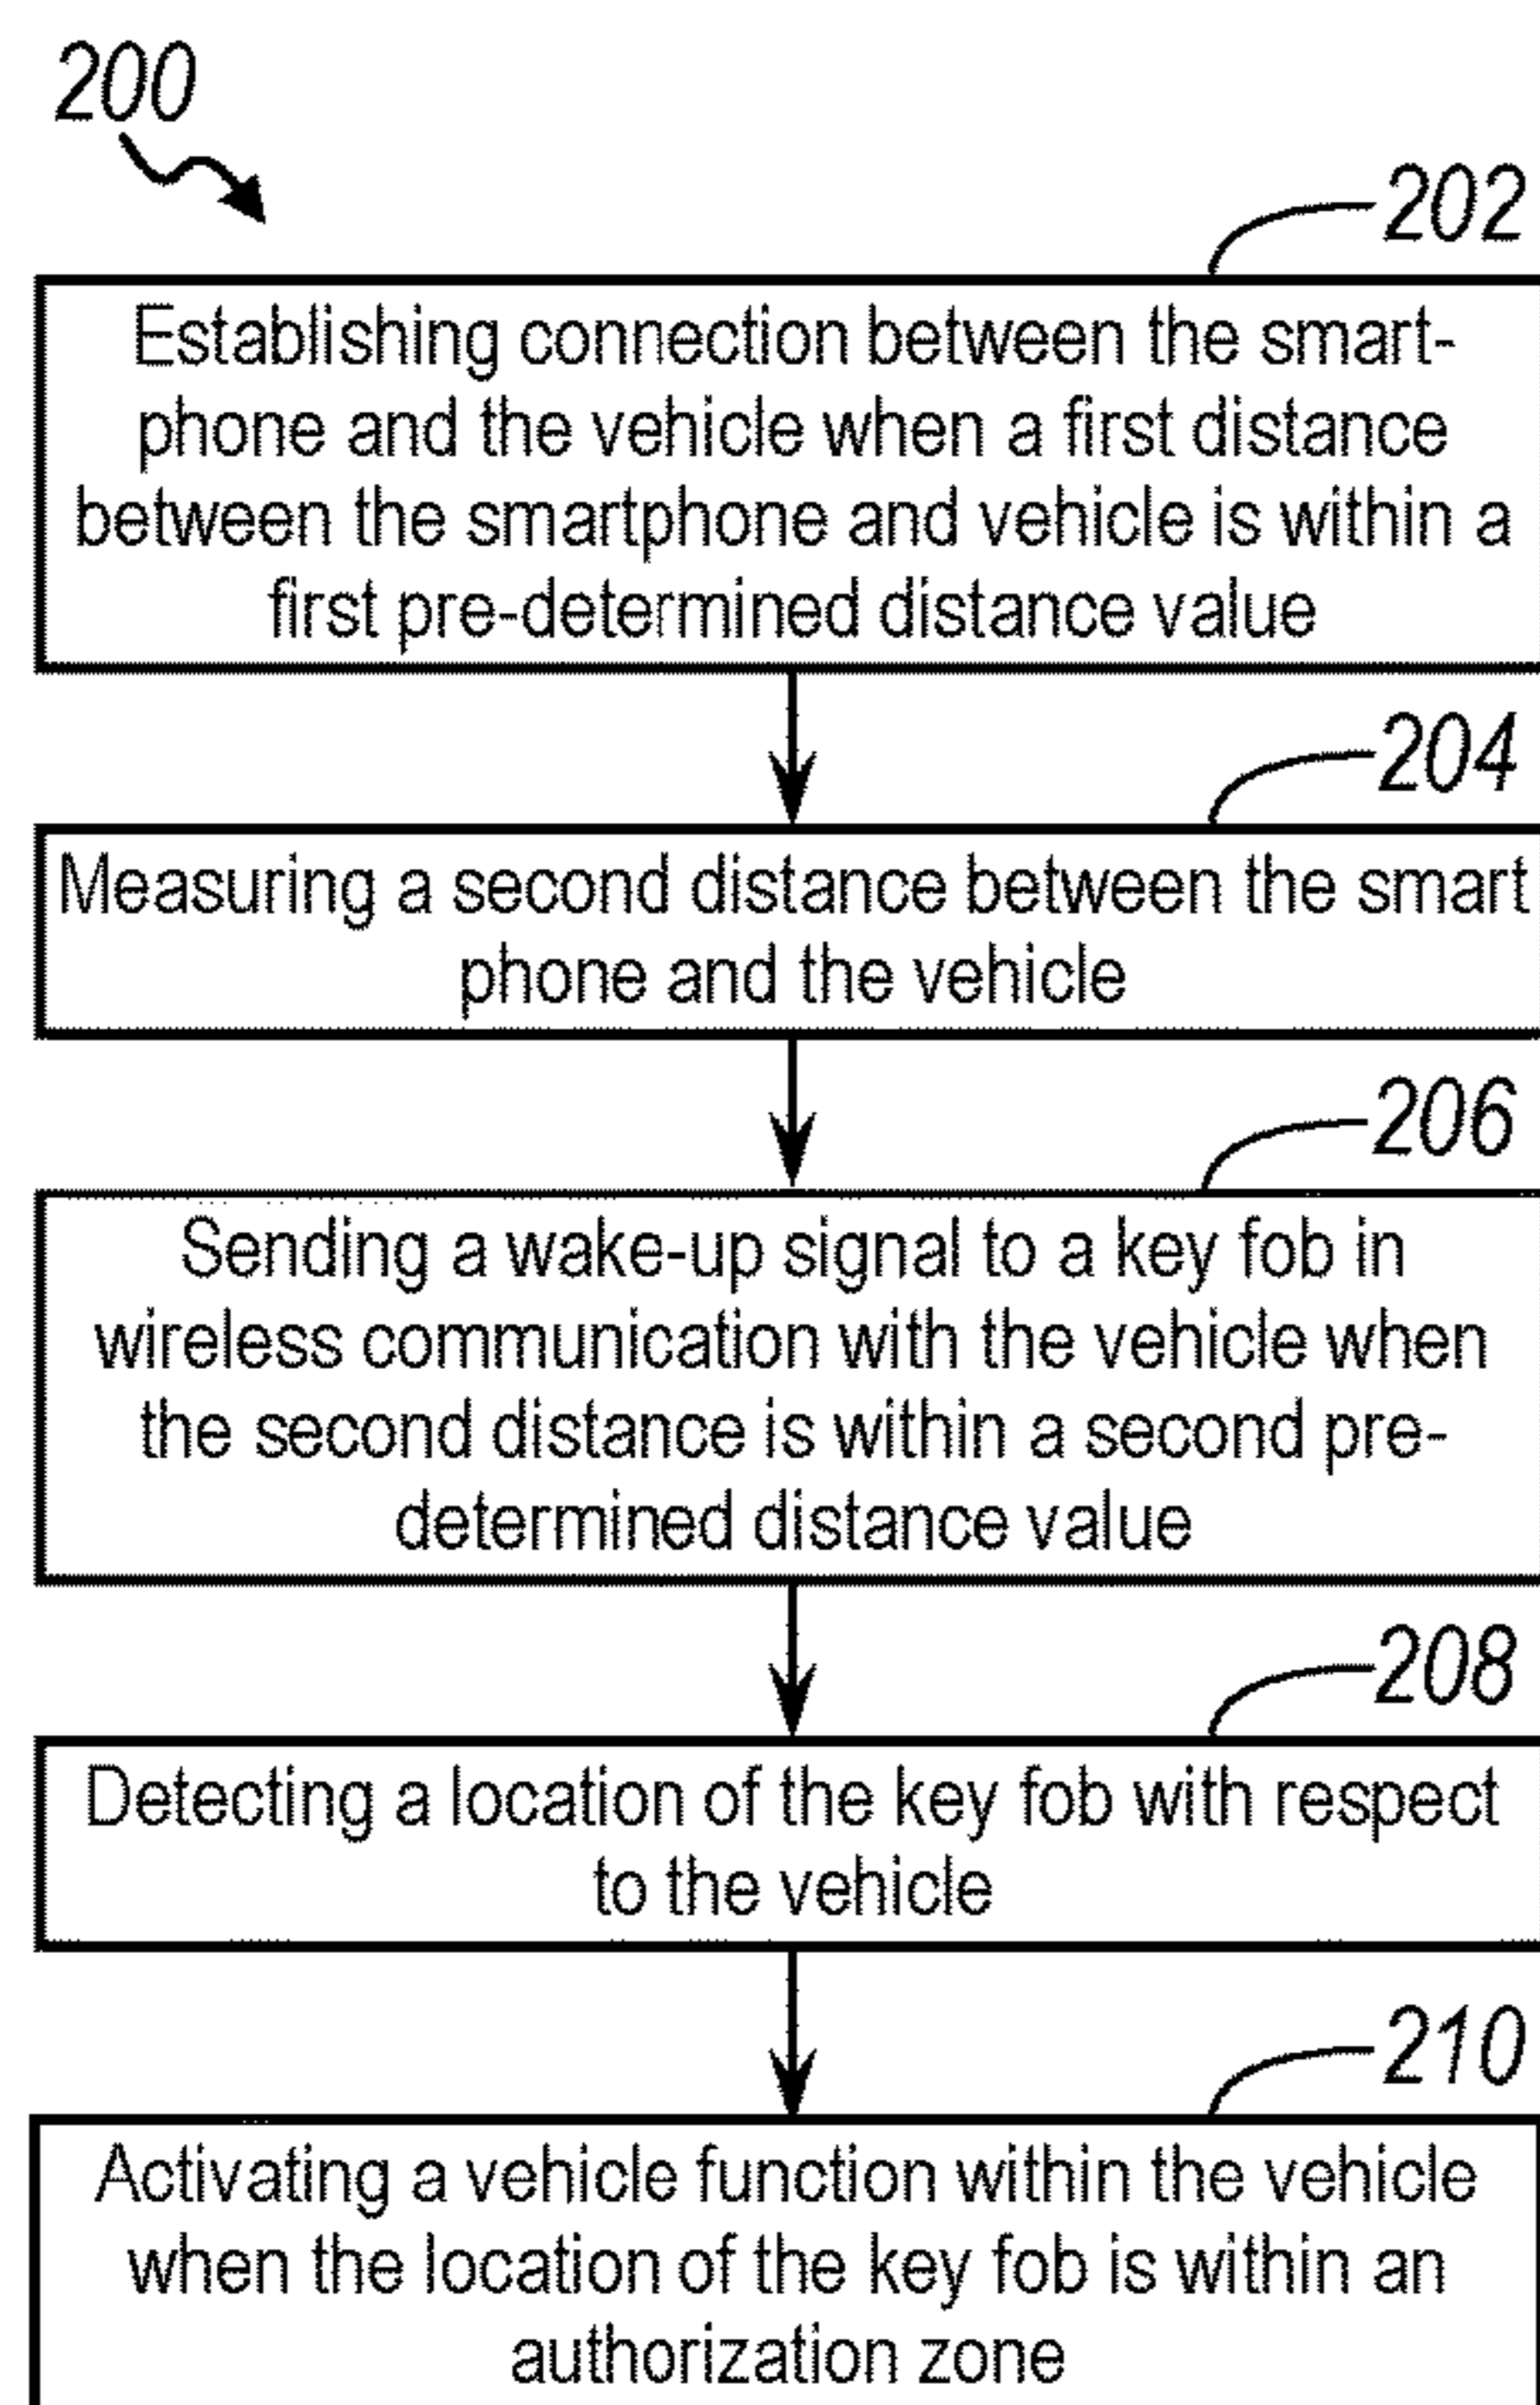 200
202
Establishing connection between the smart-
phone and the vehicle when a first distance
between the smartphone and vehicle is within a
first pre-determined distance value
204
Measuring a second distance between the smart
phone and the vehicle
206
Sending a wake-up signal to a key fob in
wireless communication with the vehicle when
the second distance is within a second pre-
determined distance value
208
Detecting a location of the key fob with respect
to the vehicle
210
Activating a vehicle function within the vehicle
when the location of the key fob is within an
authorization zone